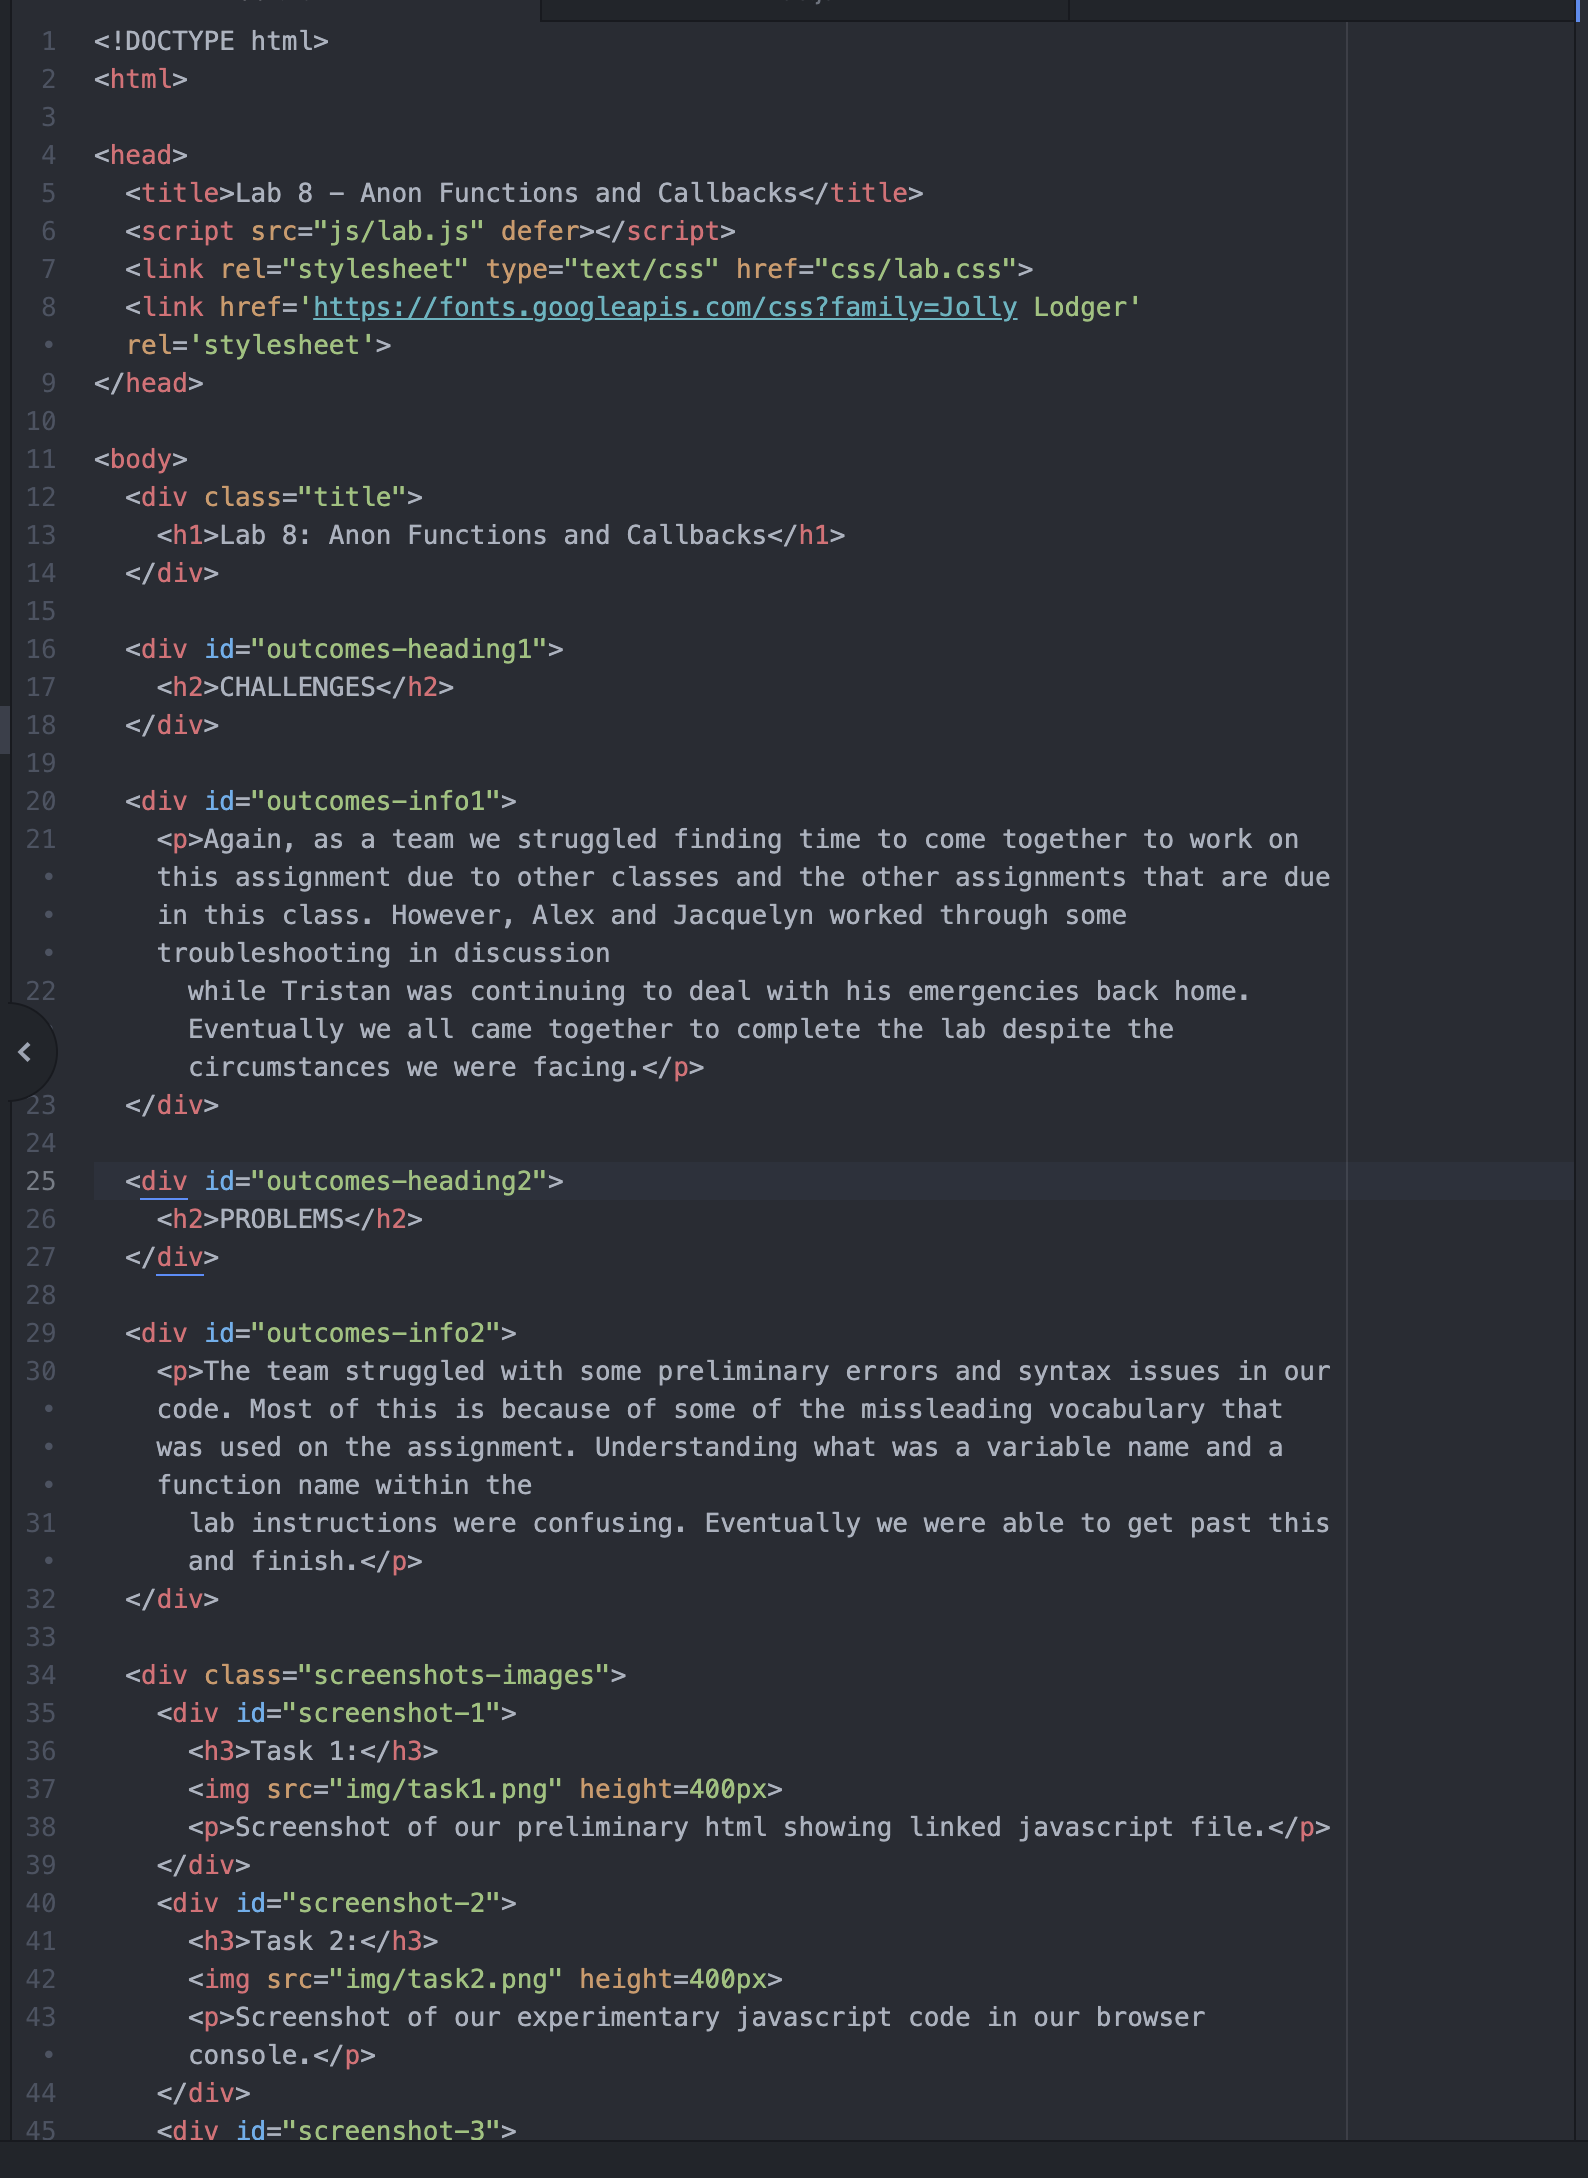 1 <!DOCTYPE html>
2 <html>
3
4 <head>
5   <title>Lab 8 - Anon Functions and Callbacks</title>
6   <script src="js/lab.js" defer></script>
7   <link rel="stylesheet" type="text/css" href="css/lab.css">
8   <link href='https://fonts.googleapis.com/css?family=Jolly Lodger'
•   rel='stylesheet'>
9 </head>
10
11 <body>
12   <div class="title">
13     <h1>Lab 8: Anon Functions and Callbacks</h1>
14   </div>
15
16   <div id="outcomes-heading1">
17     <h2>CHALLENGES</h2>
18   </div>
19
20   <div id="outcomes-info1">
21     <p>Again, as a team we struggled finding time to come together to work on
•     this assignment due to other classes and the other assignments that are due
•     in this class. However, Alex and Jacquelyn worked through some
•     troubleshooting in discussion
22       while Tristan was continuing to deal with his emergencies back home.
      Eventually we all came together to complete the lab despite the
      circumstances we were facing.</p>
23   </div>
24
25   <div id="outcomes-heading2">
26     <h2>PROBLEMS</h2>
27   </div>
28
29   <div id="outcomes-info2">
30     <p>The team struggled with some preliminary errors and syntax issues in our
•     code. Most of this is because of some of the missleading vocabulary that
•     was used on the assignment. Understanding what was a variable name and a
•     function name within the
31       lab instructions were confusing. Eventually we were able to get past this
•       and finish.</p>
32   </div>
33
34   <div class="screenshots-images">
35     <div id="screenshot-1">
36       <h3>Task 1:</h3>
37       <img src="img/task1.png" height=400px>
38       <p>Screenshot of our preliminary html showing linked javascript file.</p>
39     </div>
40     <div id="screenshot-2">
41       <h3>Task 2:</h3>
42       <img src="img/task2.png" height=400px>
43       <p>Screenshot of our experimentary javascript code in our browser
•       console.</p>
44     </div>
45     <div id="screenshot-3">